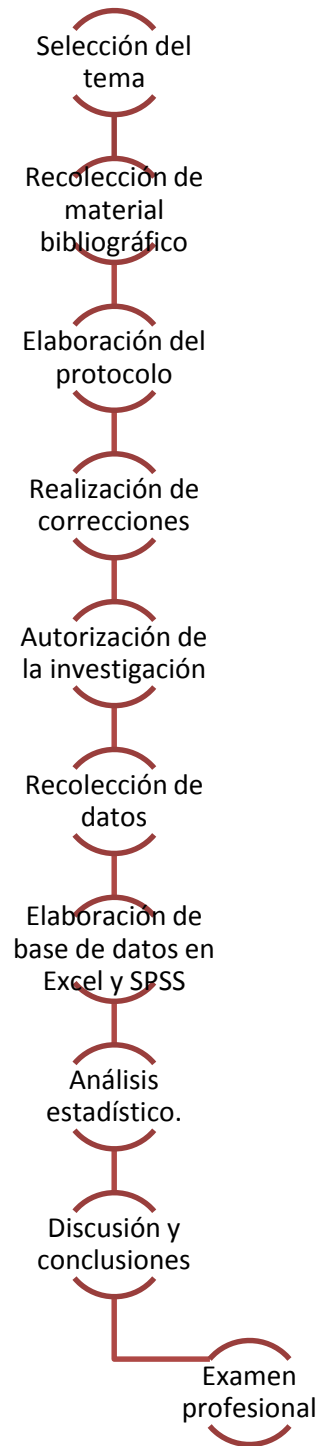 Selección del
tema
Recolección de
material
bibliográfico
Elaboración del
protocolo
Realización de
correcciones
Autorización de
la investigación
Recolección de
datos
Elaboración de
base de datos en
Excel y SPSS
Análisis
estadístico.
Discusión y
conclusiones
Examen
profesional